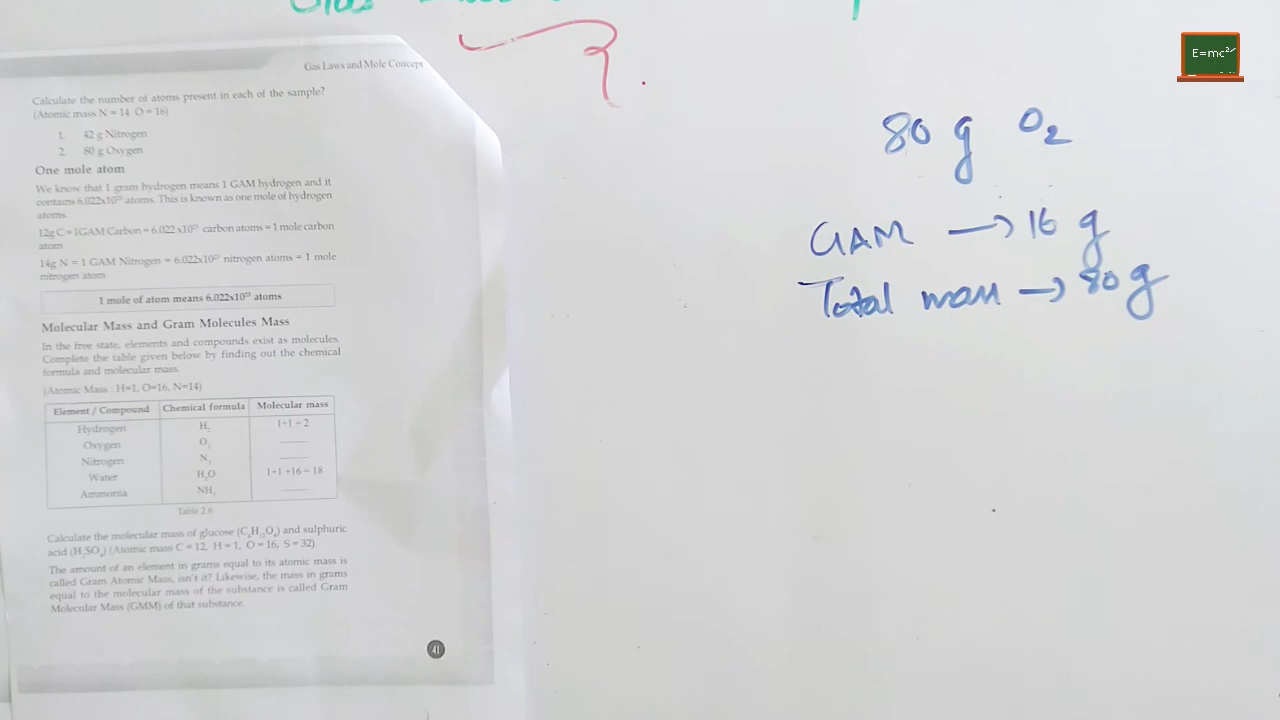 Gas Laws and Mole Concept
Calculate the number of atoms present in each of the sample?
(Atomic mass N = 14 O = 16)
1. 42 g Nitrogen
2. 80 g Oxygen
One mole atom
We know that 1 gram hydrogen means 1 GAM hydrogen and it
contains 6.022x10²³ atoms. This is known as one mole of hydrogen
atoms.
12g C = 1GAM Carbon = 6.022 x10²³ carbon atoms = 1 mole carbon
atom
14g N = 1 GAM Nitrogen = 6.022x10²³ nitrogen atoms = 1 mole
nitrogen atom
1 mole of atom means 6.022x10²³ atoms
Molecular Mass and Gram Molecules Mass
In the free state, elements and compounds exist as molecules.
Complete the table given below by finding out the chemical
formula and molecular mass.
(Atomic Mass : H=1, O=16, N=14)
Element / Compound Chemical formula Molecular mass
Hydrogen H₂ 1+1 = 2
Oxygen O₂
Nitrogen N₂
Water H₂O 1+1 +16 = 18
Ammonia NH₃
Table 2.6
Calculate the molecular mass of glucose (C₆H₁₂O₆) and sulphuric
acid (H₂SO₄) (Atomic mass C = 12, H = 1, O = 16, S = 32).
The amount of an element in grams equal to its atomic mass is
called Gram Atomic Mass, isn't it? Likewise, the mass in grams
equal to the molecular mass of the substance is called Gram
Molecular Mass (GMM) of that substance.
41
80 g O₂
GAM → 16 g
Total mass → 80 g
E=mc²